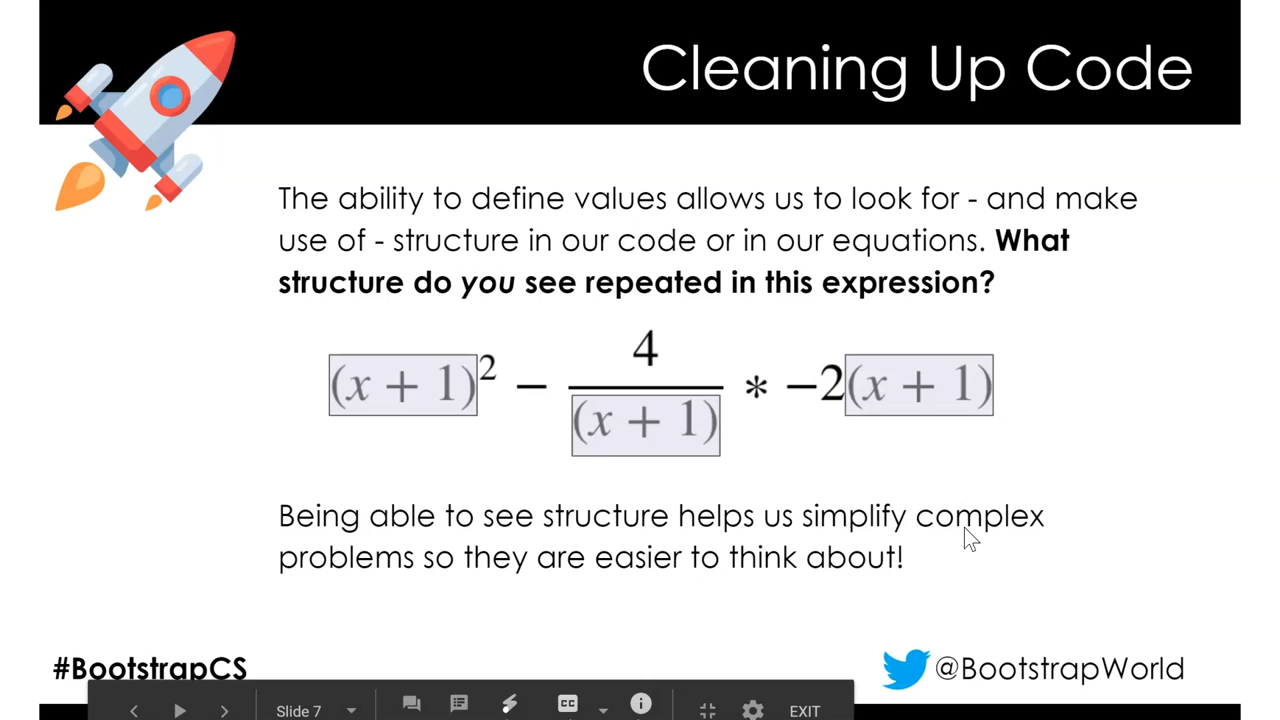 Cleaning Up Code
The ability to define values allows us to look for - and make
use of - structure in our code or in our equations. What
structure do you see repeated in this expression?
(x + 1)² − 4/(x + 1) * −2(x + 1)
Being able to see structure helps us simplify complex
problems so they are easier to think about!
#BootstrapCS
@BootstrapWorld
Slide 7
CC
EXIT